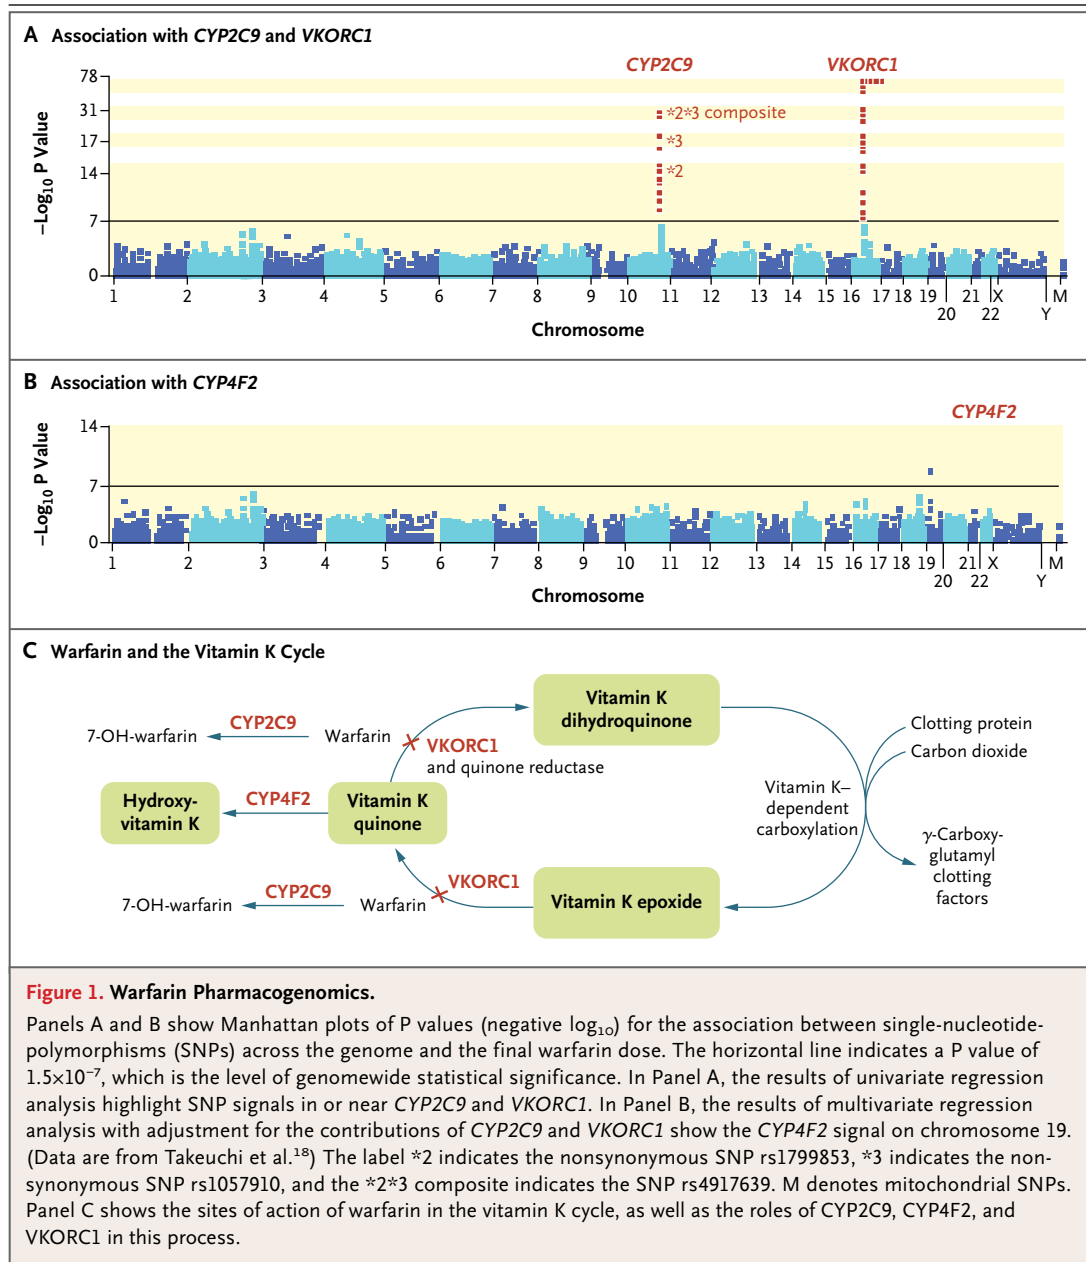 A Association with CYP2C9 and VKORC1
CYP2C9
VKORC1
78
31
17
14
7
0
−Log10 P Value
*2*3 composite
*3
*2
1 2 3 4 5 6 7 8 9 10 11 12 13 14 15 16 17 18 19 21 X M
20 22 Y
Chromosome
B Association with CYP4F2
CYP4F2
14
7
0
−Log10 P Value
1 2 3 4 5 6 7 8 9 10 11 12 13 14 15 16 17 18 19 21 X M
20 22 Y
Chromosome
C Warfarin and the Vitamin K Cycle
7-OH-warfarin
CYP2C9
Warfarin
VKORC1
and quinone reductase
Vitamin K
dihydroquinone
Clotting protein
Carbon dioxide
Hydroxy-
vitamin K
CYP4F2
Vitamin K
quinone
Vitamin K–
dependent
carboxylation
γ-Carboxy-
glutamyl
clotting
factors
7-OH-warfarin
CYP2C9
Warfarin
VKORC1
Vitamin K epoxide
Figure 1. Warfarin Pharmacogenomics.
Panels A and B show Manhattan plots of P values (negative log10) for the association between single-nucleotide-
polymorphisms (SNPs) across the genome and the final warfarin dose. The horizontal line indicates a P value of
1.5×10⁻⁷, which is the level of genomewide statistical significance. In Panel A, the results of univariate regression
analysis highlight SNP signals in or near CYP2C9 and VKORC1. In Panel B, the results of multivariate regression
analysis with adjustment for the contributions of CYP2C9 and VKORC1 show the CYP4F2 signal on chromosome 19.
(Data are from Takeuchi et al.¹⁸) The label *2 indicates the nonsynonymous SNP rs1799853, *3 indicates the non-
synonymous SNP rs1057910, and the *2*3 composite indicates the SNP rs4917639. M denotes mitochondrial SNPs.
Panel C shows the sites of action of warfarin in the vitamin K cycle, as well as the roles of CYP2C9, CYP4F2, and
VKORC1 in this process.